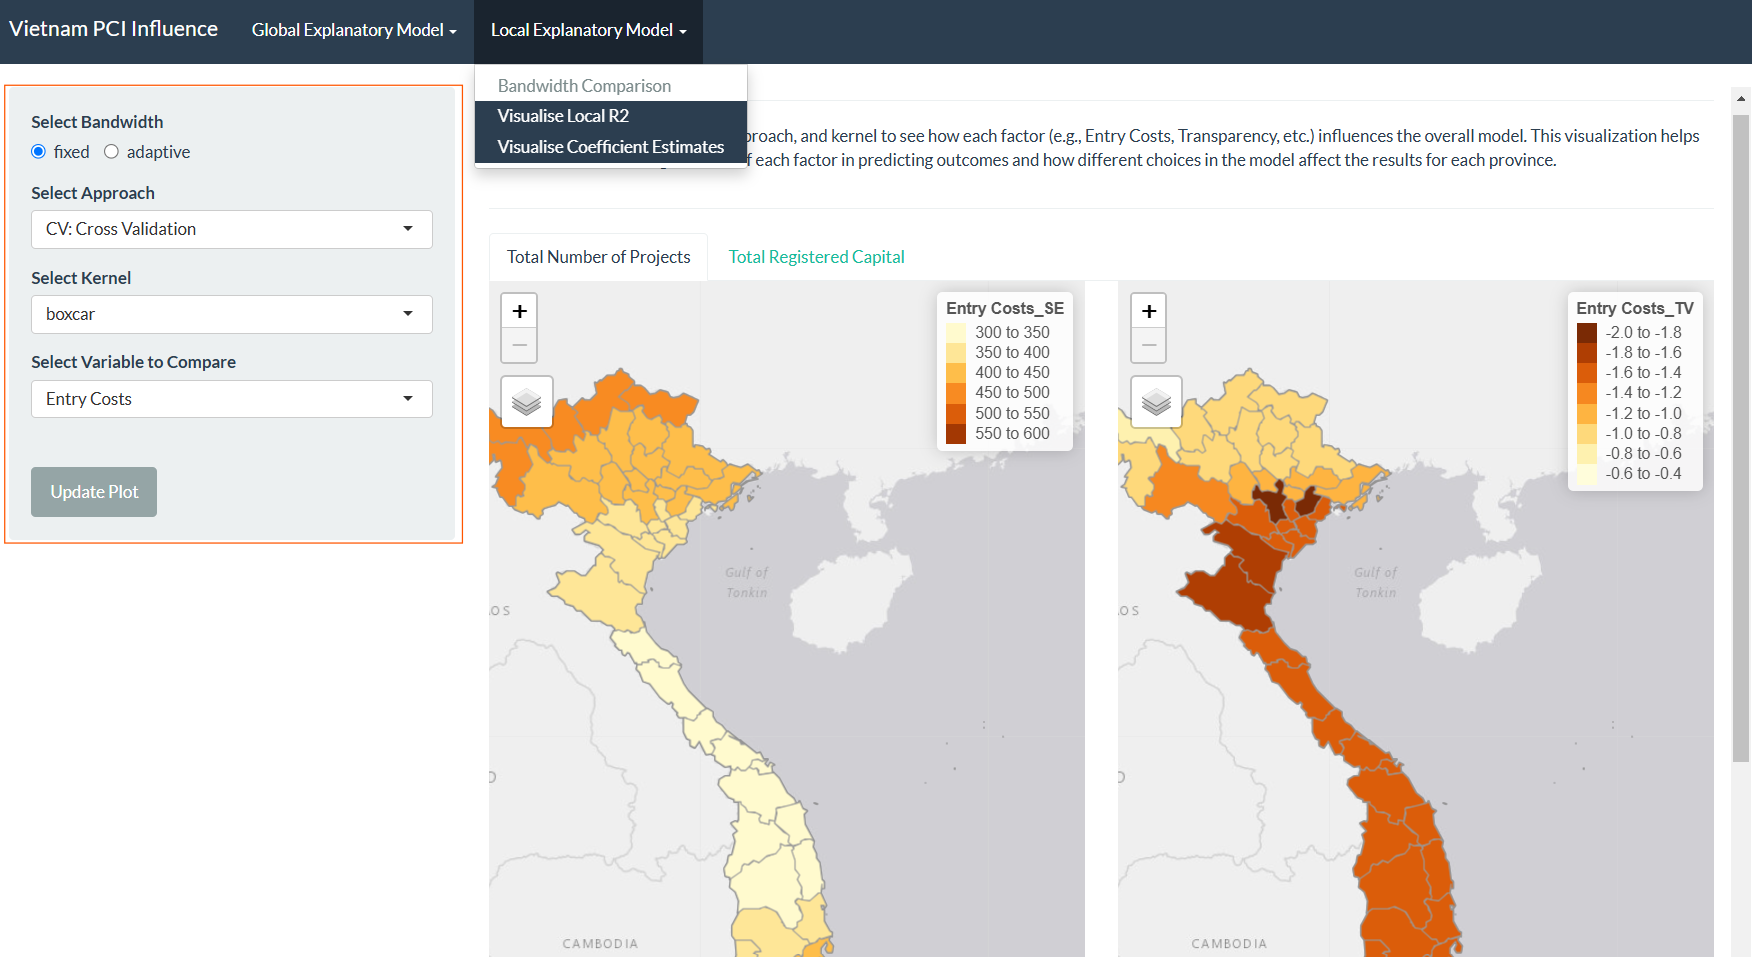 Vietnam PCI Influence
Global Explanatory Model
Local Explanatory Model
Bandwidth Comparison
Visualise Local R2
Visualise Coefficient Estimates
Select Bandwidth
fixed
adaptive
Select Approach
CV: Cross Validation
Select Kernel
boxcar
Select Variable to Compare
Entry Costs
Update Plot
proach, and kernel to see how each factor (e.g., Entry Costs, Transparency, etc.) influences the overall model. This visualization helps
f each factor in predicting outcomes and how different choices in the model affect the results for each province.
Total Number of Projects
Total Registered Capital
+
−
Entry Costs_SE
300 to 350
350 to 400
400 to 450
450 to 500
500 to 550
550 to 600
Gulf of
Tonkin
OS
CAMBODIA
+
−
Entry Costs_TV
-2.0 to -1.8
-1.8 to -1.6
-1.6 to -1.4
-1.4 to -1.2
-1.2 to -1.0
-1.0 to -0.8
-0.8 to -0.6
-0.6 to -0.4
Gulf of
Tonkin
OS
CAMBODIA